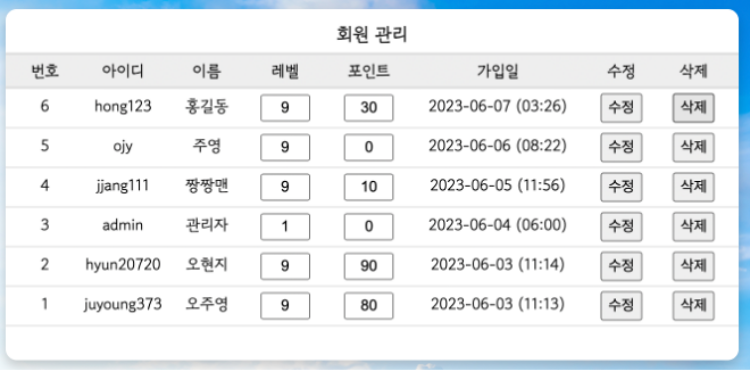 회원 관리
번호 아이디 이름 레벨 포인트 가입일 수정 삭제
6 hong123 홍길동 9 30 2023-06-07 (03:26) 수정 삭제
5 ojy 주영 9 0 2023-06-06 (08:22) 수정 삭제
4 jjang111 짱짱맨 9 10 2023-06-05 (11:56) 수정 삭제
3 admin 관리자 1 0 2023-06-04 (06:00) 수정 삭제
2 hyun20720 오현지 9 90 2023-06-03 (11:14) 수정 삭제
1 juyoung373 오주영 9 80 2023-06-03 (11:13) 수정 삭제